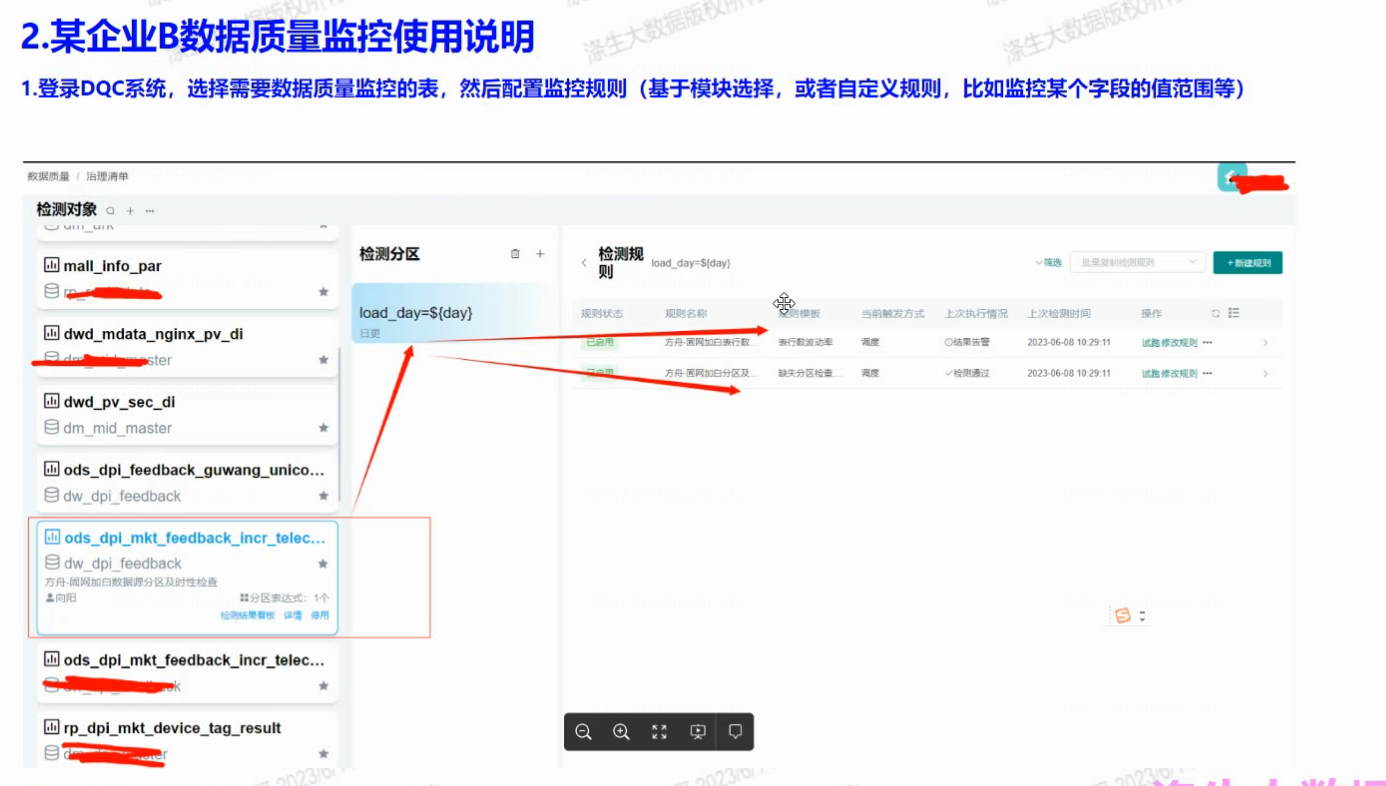 2.某企业B数据质量监控使用说明
1.登录DQC系统，选择需要数据质量监控的表，然后配置监控规则（基于模块选择，或者自定义规则，比如监控某个字段的值范围等）
数据质量 / 治理清单
检测对象
dm_ark
mall_info_par
dwd_mdata_nginx_pv_di
dwd_pv_sec_di
dm_mid_master
ods_dpi_feedback_guwang_unico...
dw_dpi_feedback
ods_dpi_mkt_feedback_incr_telec...
dw_dpi_feedback
方舟-固网加白数据源分区及时性检查
向阳 分区表达式：1个
检测结果看板 详情 停用
ods_dpi_mkt_feedback_incr_telec...
rp_dpi_mkt_device_tag_result
检测分区
load_day=${day}
日更
检测规则
load_day=${day}
筛选 批量复制检测规则 +新建规则
规则状态 规则名称 规则模板 当前触发方式 上次执行情况 上次检测时间 操作
已启用 方舟-固网加白表行数... 表行数波动率 调度 结果告警 2023-06-08 10:29:11 试跑 修改规则 •••
已启用 方舟-固网加白分区及... 缺失分区检查... 调度 检测通过 2023-06-08 10:29:11 试跑 修改规则 •••
涤生大数据版权所有
涤生大数据版权所有